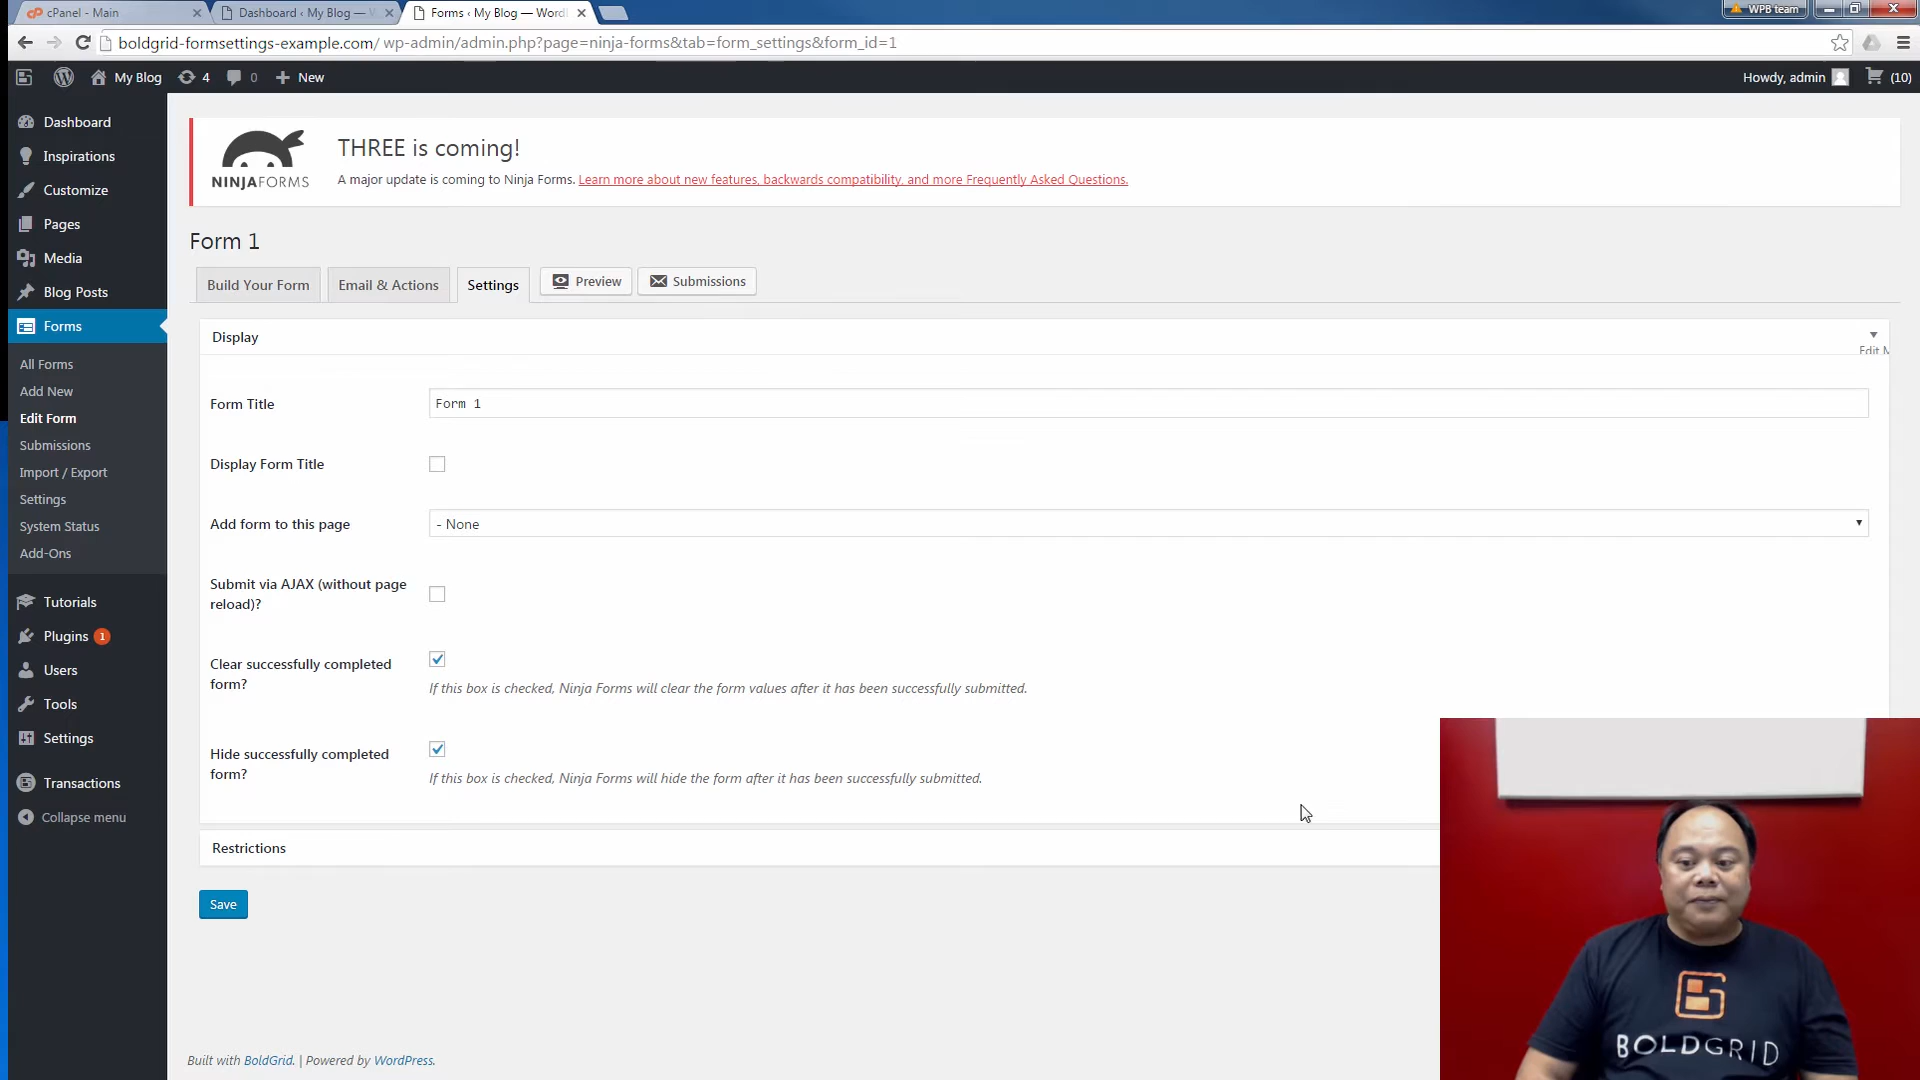 cPanel - Main
Dashboard ‹ My Blog — W
Forms ‹ My Blog — Word
WPB team
boldgrid-formsettings-example.com/wp-admin/admin.php?page=ninja-forms&tab=form_settings&form_id=1
My Blog
4
0
New
Howdy, admin
(10)
Dashboard
Inspirations
Customize
Pages
Media
Blog Posts
Forms
All Forms
Add New
Edit Form
Submissions
Import / Export
Settings
System Status
Add-Ons
Tutorials
Plugins 1
Users
Tools
Settings
Transactions
Collapse menu
NINJAFORMS
THREE is coming!
A major update is coming to Ninja Forms. Learn more about new features, backwards compatibility, and more Frequently Asked Questions.
Form 1
Build Your Form
Email & Actions
Settings
Preview
Submissions
Display
Edit M
Form Title
Form 1
Display Form Title
Add form to this page
- None
Submit via AJAX (without page
reload)?
Clear successfully completed
form?
If this box is checked, Ninja Forms will clear the form values after it has been successfully submitted.
Hide successfully completed
form?
If this box is checked, Ninja Forms will hide the form after it has been successfully submitted.
Restrictions
Save
Built with BoldGrid. | Powered by WordPress.
BOLDGRID